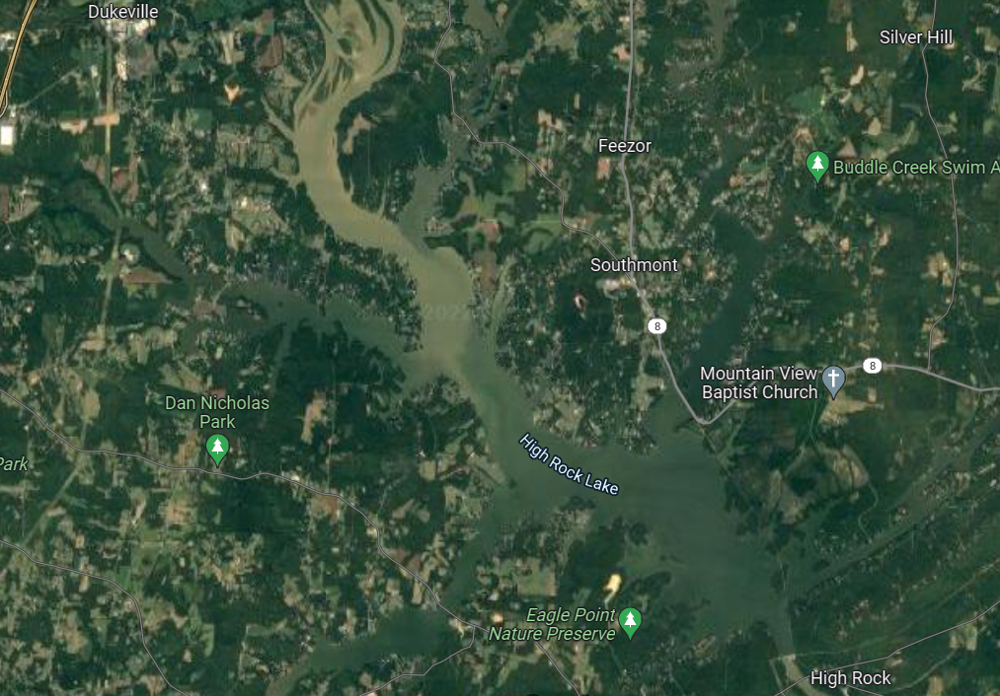 Dukeville
Silver Hill
Feezor
Buddle Creek Swim A
Southmont
8
8
Mountain View
Baptist Church
Dan Nicholas
Park
Park
High Rock Lake
Eagle Point
Nature Preserve
High Rock